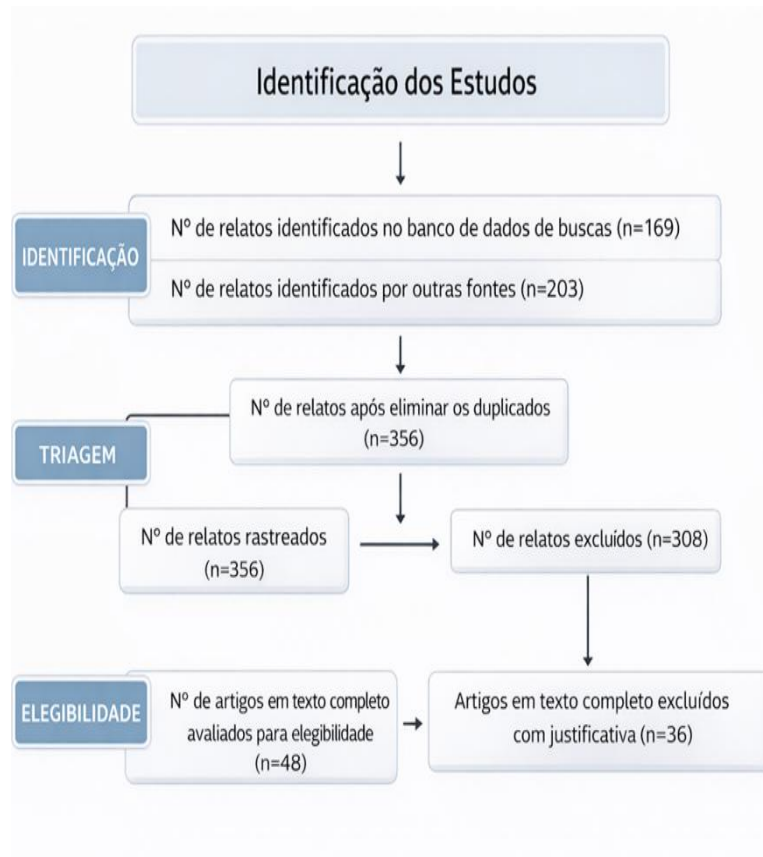 Identificação dos Estudos
IDENTIFICAÇÃO
Nº de relatos identificados no banco de dados de buscas (n=169)
Nº de relatos identificados por outras fontes (n=203)
TRIAGEM
Nº de relatos após eliminar os duplicados
(n=356)
Nº de relatos rastreados
(n=356)
Nº de relatos excluídos (n=308)
ELEGIBILIDADE
Nº de artigos em texto completo
avaliados para elegibilidade
(n=48)
Artigos em texto completo excluídos
com justificativa (n=36)